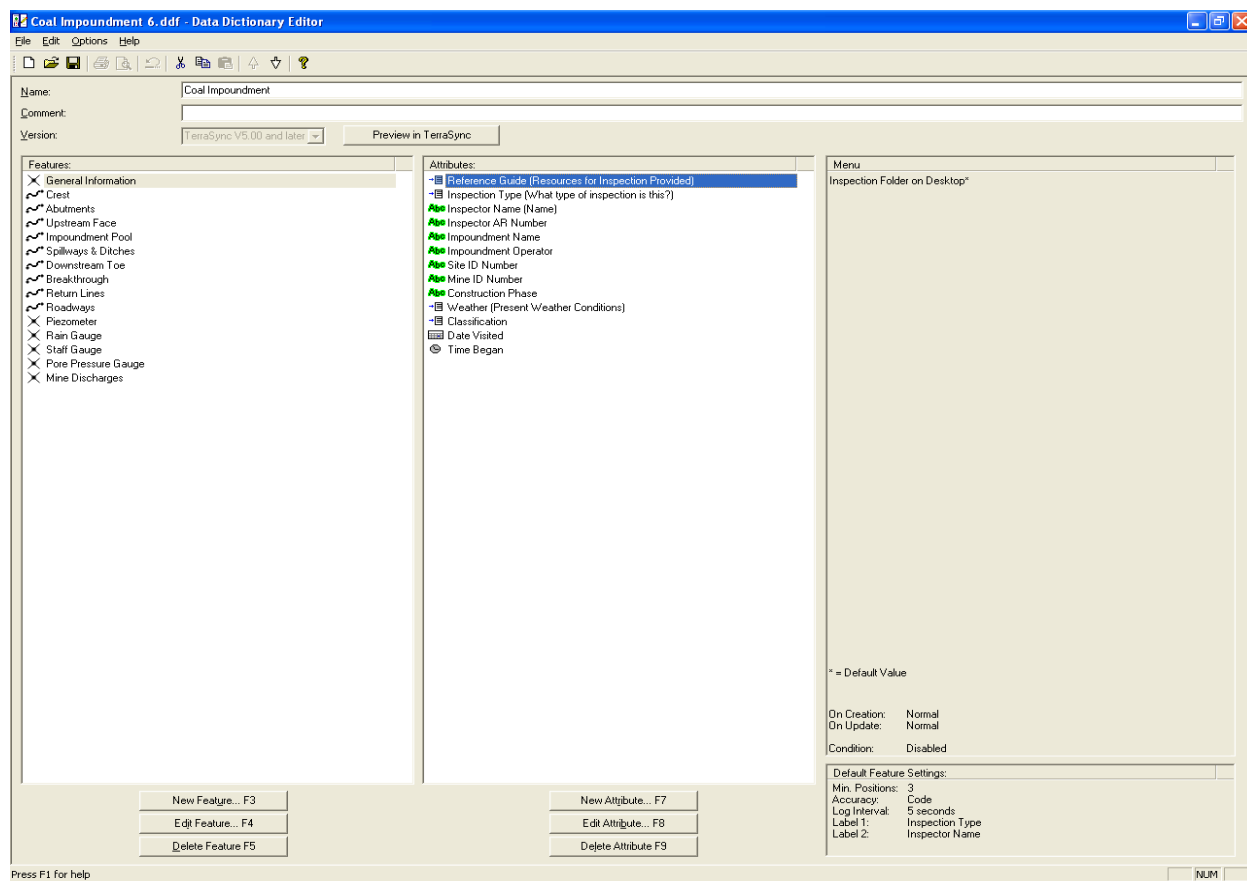 Coal Impoundment 6.ddf - Data Dictionary Editor
File Edit Options Help
Name: Coal Impoundment
Comment:
Version: TerraSync V5.00 and later Preview in TerraSync
Features:
General Information
Crest
Abutments
Upstream Face
Impoundment Pool
Spillways & Ditches
Downstream Toe
Breakthrough
Return Lines
Roadways
Piezometer
Rain Gauge
Staff Gauge
Pore Pressure Gauge
Mine Discharges
New Feature... F3
Edit Feature... F4
Delete Feature F5
Attributes:
Reference Guide (Resources for Inspection Provided)
Inspection Type (What type of inspection is this?)
Abc Inspector Name (Name)
Abc Inspector AR Number
Abc Impoundment Name
Abc Impoundment Operator
Abc Site ID Number
Abc Mine ID Number
Abc Construction Phase
Weather (Present Weather Conditions)
Classification
Date Visited
Time Began
New Attribute... F7
Edit Attribute... F8
Delete Attribute F9
Menu
Inspection Folder on Desktop*
* = Default Value
On Creation: Normal
On Update: Normal
Condition: Disabled
Default Feature Settings:
Min. Positions: 3
Accuracy: Code
Log Interval: 5 seconds
Label 1: Inspection Type
Label 2: Inspector Name
Press F1 for help
NUM